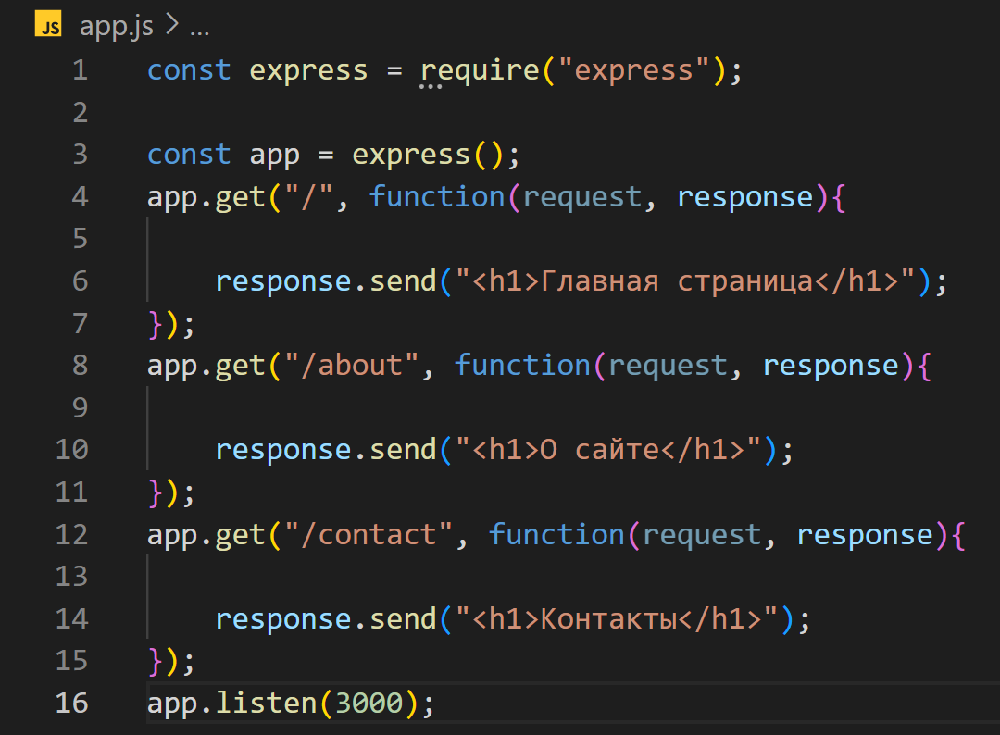 JS app.js > ...
1 const express = require("express");
2
3 const app = express();
4 app.get("/", function(request, response){
5
6     response.send("<h1>Главная страница</h1>");
7 });
8 app.get("/about", function(request, response){
9
10     response.send("<h1>О сайте</h1>");
11 });
12 app.get("/contact", function(request, response){
13
14     response.send("<h1>Контакты</h1>");
15 });
16 app.listen(3000);